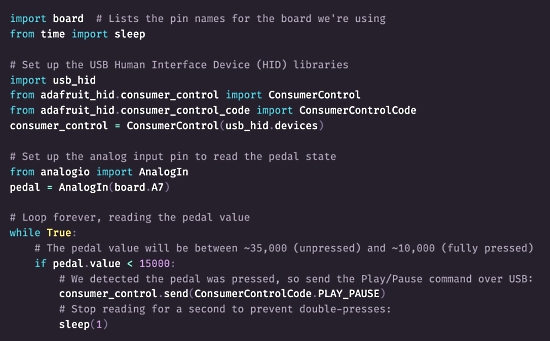 import board  # Lists the pin names for the board we're using
from time import sleep

# Set up the USB Human Interface Device (HID) libraries
import usb_hid
from adafruit_hid.consumer_control import ConsumerControl
from adafruit_hid.consumer_control_code import ConsumerControlCode
consumer_control = ConsumerControl(usb_hid.devices)

# Set up the analog input pin to read the pedal state
from analogio import AnalogIn
pedal = AnalogIn(board.A7)

# Loop forever, reading the pedal value
while True:
    # The pedal value will be between ~35,000 (unpressed) and ~10,000 (fully pressed)
    if pedal.value < 15000:
        # We detected the pedal was pressed, so send the Play/Pause command over USB:
        consumer_control.send(ConsumerControlCode.PLAY_PAUSE)
        # Stop reading for a second to prevent double-presses:
        sleep(1)